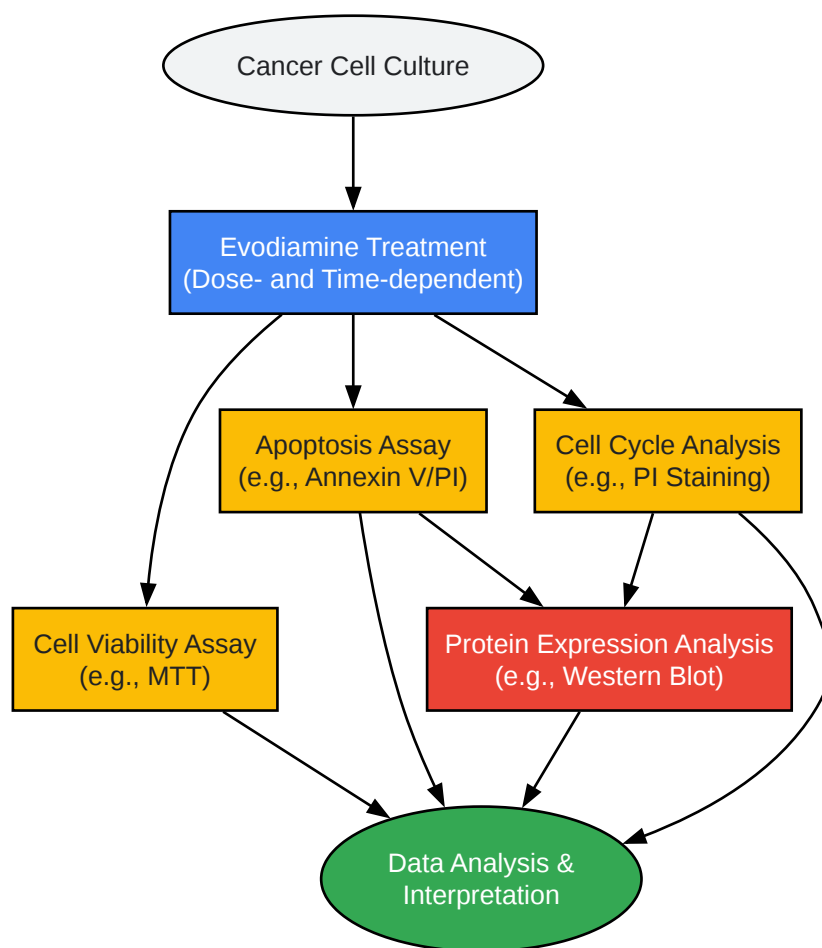 Cancer Cell Culture
Evodiamine Treatment
(Dose- and Time-dependent)
Apoptosis Assay
(e.g., Annexin V/PI)
Cell Cycle Analysis
(e.g., PI Staining)
Cell Viability Assay
(e.g., MTT)
Protein Expression Analysis
(e.g., Western Blot)
Data Analysis &
Interpretation